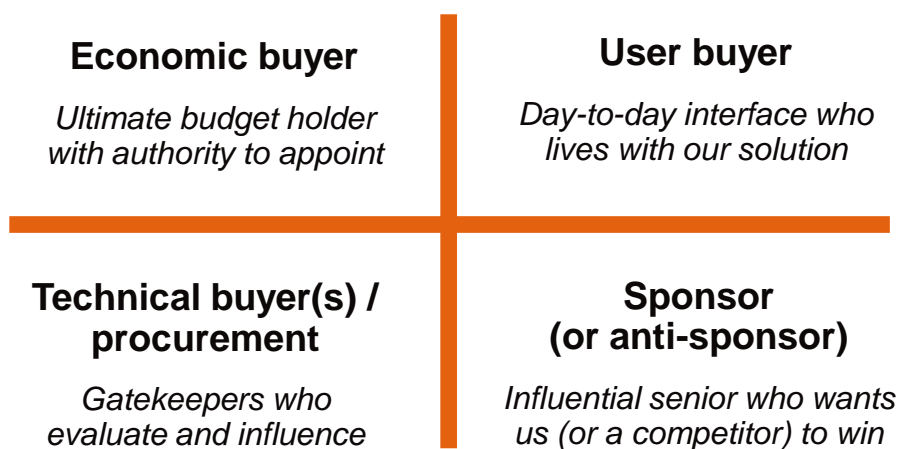 Economic buyer
Ultimate budget holder
with authority to appoint
User buyer
Day-to-day interface who
lives with our solution
Technical buyer(s) /
procurement
Gatekeepers who
evaluate and influence
Sponsor
(or anti-sponsor)
Influential senior who wants
us (or a competitor) to win